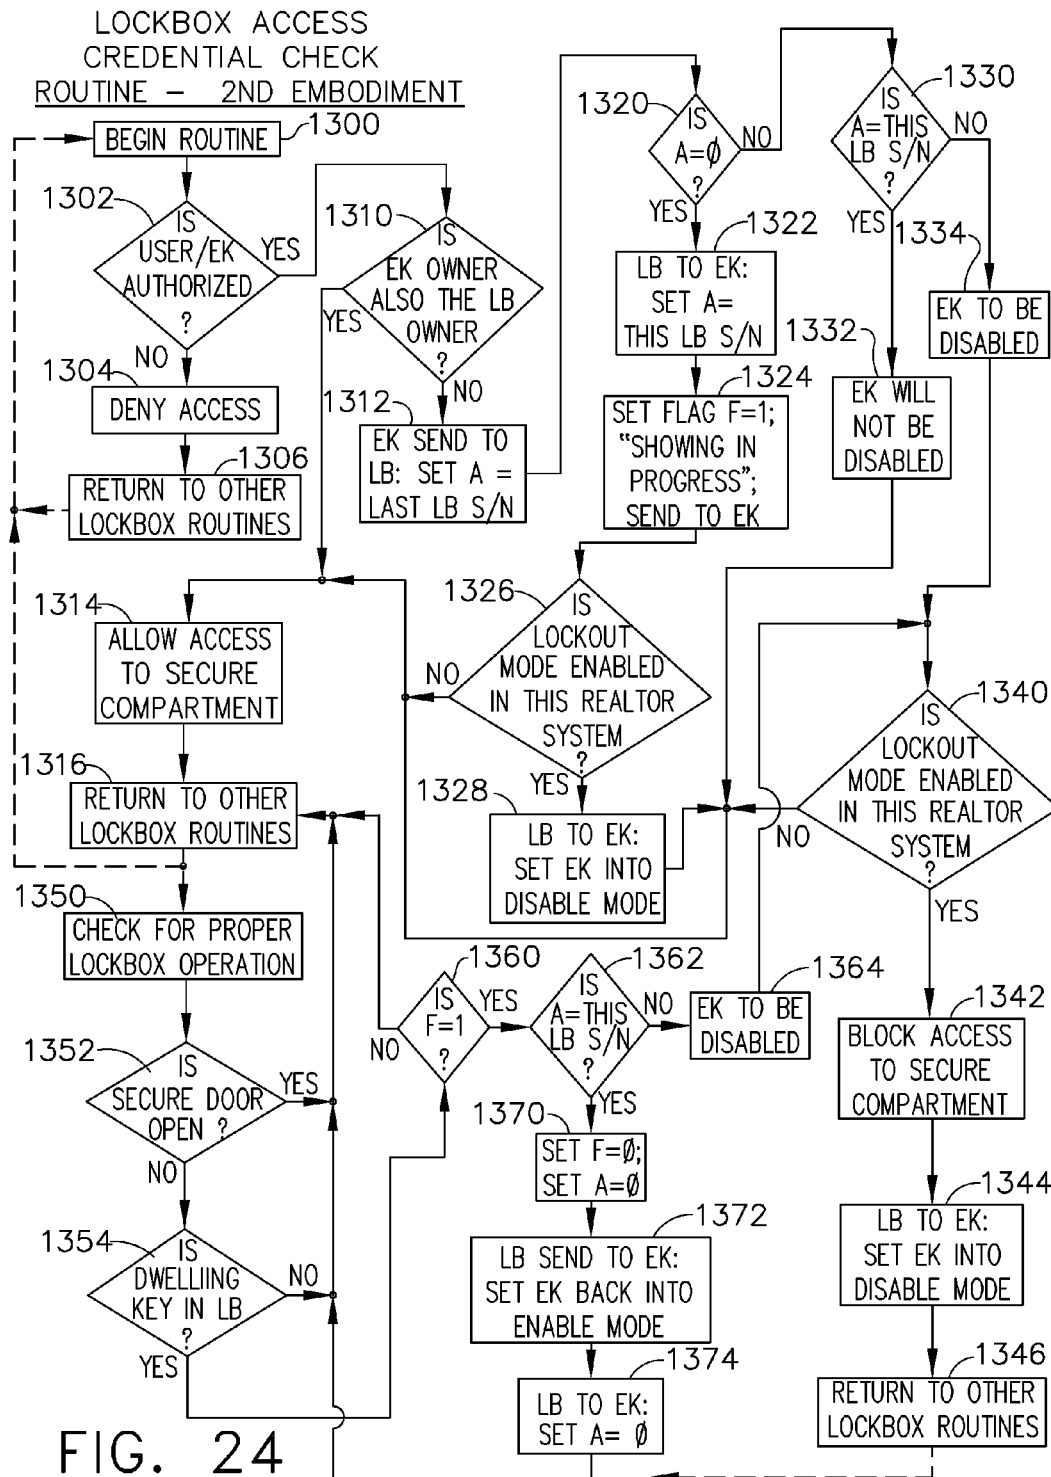 LOCKBOX ACCESS
CREDENTIAL CHECK
ROUTINE - 2ND EMBODIMENT
1300
BEGIN ROUTINE
1302
IS
USER/EK
AUTHORIZED
?
YES
NO
1304
DENY ACCESS
1306
RETURN TO OTHER
LOCKBOX ROUTINES
1310
IS
EK OWNER
ALSO THE LB
OWNER
?
YES
NO
1312
EK SEND TO
LB: SET A =
LAST LB S/N
1314
ALLOW ACCESS
TO SECURE
COMPARTMENT
1316
RETURN TO OTHER
LOCKBOX ROUTINES
1320
IS
A=Ø
?
NO
YES
1322
LB TO EK:
SET A=
THIS LB S/N
1324
SET FLAG F=1;
"SHOWING IN
PROGRESS";
SEND TO EK
1326
IS
LOCKOUT
MODE ENABLED
IN THIS REALTOR
SYSTEM
?
NO
YES
1328
LB TO EK:
SET EK INTO
DISABLE MODE
1330
IS
A=THIS
LB S/N
?
NO
YES
1332
EK WILL
NOT BE
DISABLED
1334
EK TO BE
DISABLED
1340
IS
LOCKOUT
MODE ENABLED
IN THIS REALTOR
SYSTEM
?
NO
YES
1342
BLOCK ACCESS
TO SECURE
COMPARTMENT
1344
LB TO EK:
SET EK INTO
DISABLE MODE
1346
RETURN TO OTHER
LOCKBOX ROUTINES
1350
CHECK FOR PROPER
LOCKBOX OPERATION
1352
IS
SECURE DOOR
OPEN ?
YES
NO
1354
IS
DWELLIING
KEY IN LB
?
NO
YES
1360
IS
F=1
?
YES
NO
1362
IS
A=THIS
LB S/N
?
NO
YES
1364
EK TO BE
DISABLED
1370
SET F=Ø;
SET A=Ø
1372
LB SEND TO EK:
SET EK BACK INTO
ENABLE MODE
1374
LB TO EK:
SET A= Ø
FIG. 24